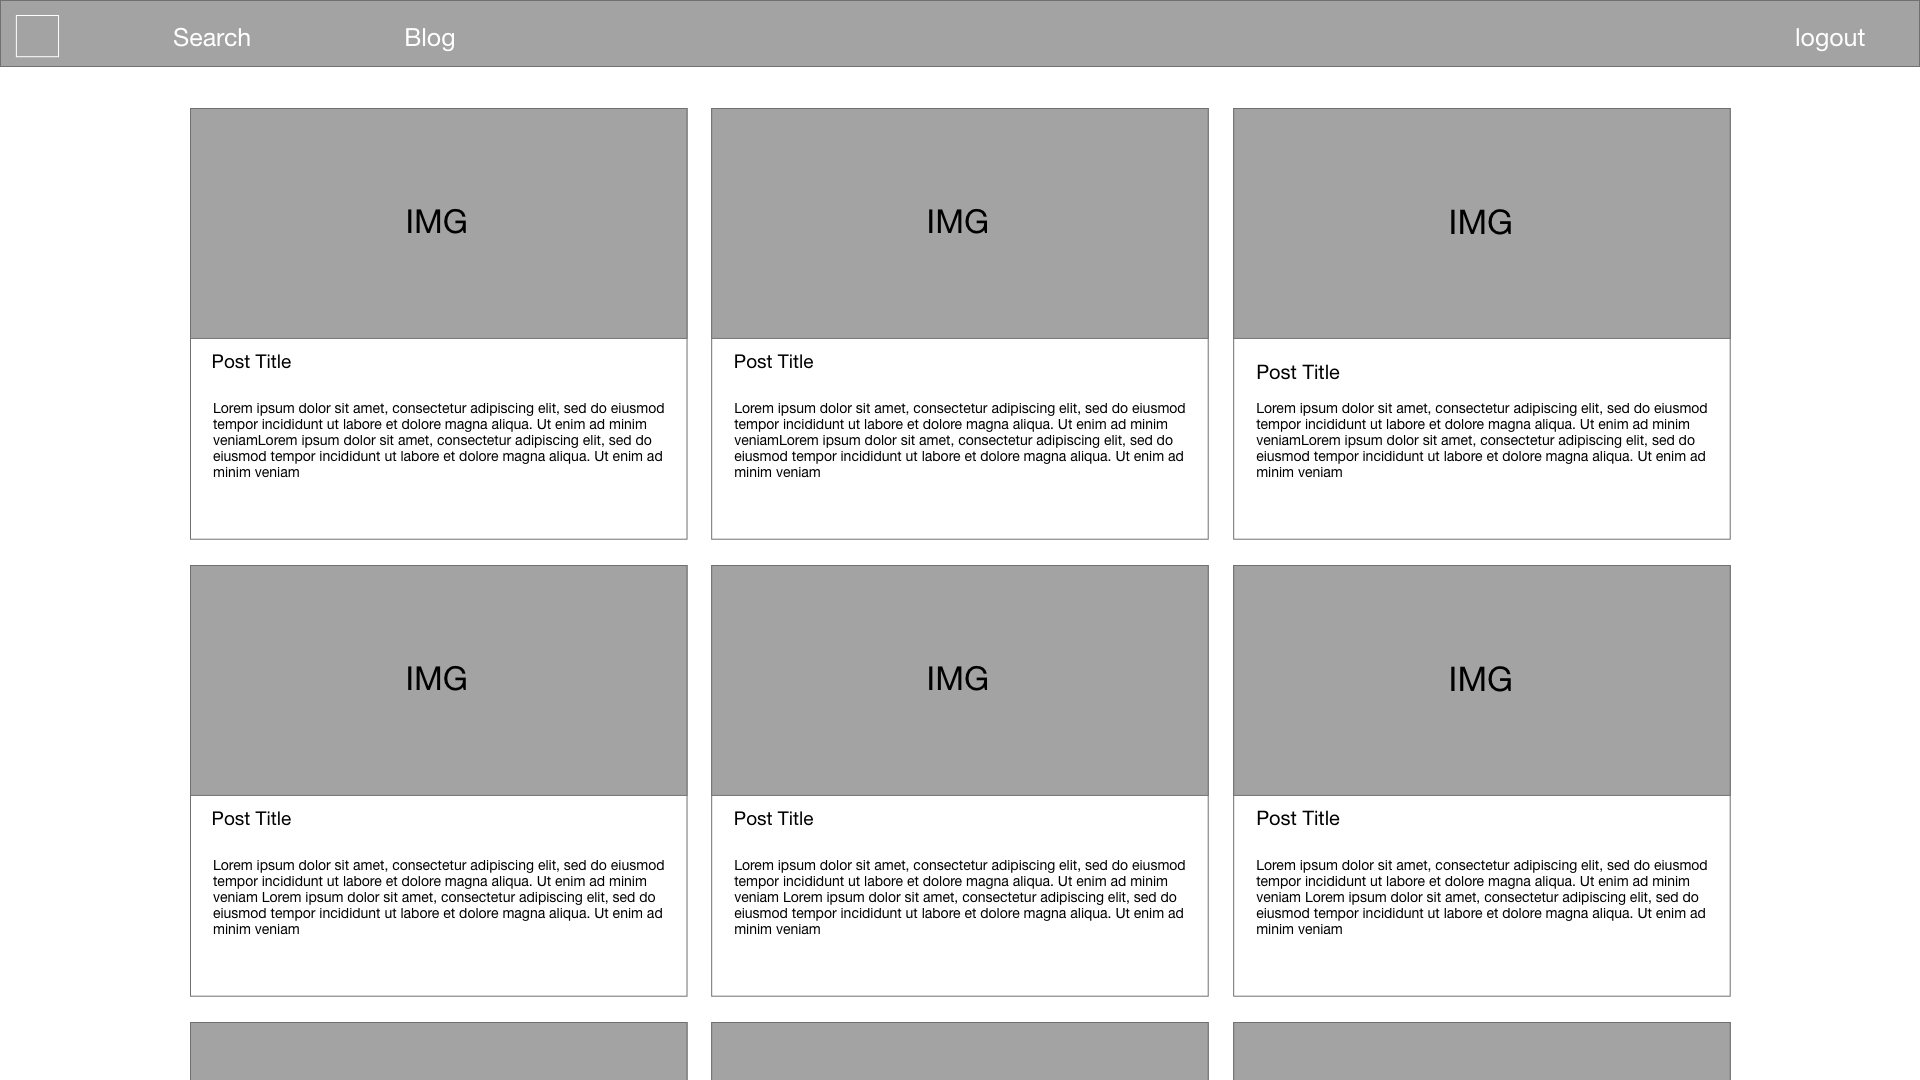 Search
Blog
logout
IMG
IMG
IMG
Post Title
Lorem ipsum dolor sit amet, consectetur adipiscing elit, sed do eiusmod
tempor incididunt ut labore et dolore magna aliqua. Ut enim ad minim
veniamLorem ipsum dolor sit amet, consectetur adipiscing elit, sed do
eiusmod tempor incididunt ut labore et dolore magna aliqua. Ut enim ad
minim veniam
Post Title
Lorem ipsum dolor sit amet, consectetur adipiscing elit, sed do eiusmod
tempor incididunt ut labore et dolore magna aliqua. Ut enim ad minim
veniamLorem ipsum dolor sit amet, consectetur adipiscing elit, sed do
eiusmod tempor incididunt ut labore et dolore magna aliqua. Ut enim ad
minim veniam
Post Title
Lorem ipsum dolor sit amet, consectetur adipiscing elit, sed do eiusmod
tempor incididunt ut labore et dolore magna aliqua. Ut enim ad minim
veniamLorem ipsum dolor sit amet, consectetur adipiscing elit, sed do
eiusmod tempor incididunt ut labore et dolore magna aliqua. Ut enim ad
minim veniam
IMG
IMG
IMG
Post Title
Lorem ipsum dolor sit amet, consectetur adipiscing elit, sed do eiusmod
tempor incididunt ut labore et dolore magna aliqua. Ut enim ad minim
veniam Lorem ipsum dolor sit amet, consectetur adipiscing elit, sed do
eiusmod tempor incididunt ut labore et dolore magna aliqua. Ut enim ad
minim veniam
Post Title
Lorem ipsum dolor sit amet, consectetur adipiscing elit, sed do eiusmod
tempor incididunt ut labore et dolore magna aliqua. Ut enim ad minim
veniam Lorem ipsum dolor sit amet, consectetur adipiscing elit, sed do
eiusmod tempor incididunt ut labore et dolore magna aliqua. Ut enim ad
minim veniam
Post Title
Lorem ipsum dolor sit amet, consectetur adipiscing elit, sed do eiusmod
tempor incididunt ut labore et dolore magna aliqua. Ut enim ad minim
veniam Lorem ipsum dolor sit amet, consectetur adipiscing elit, sed do
eiusmod tempor incididunt ut labore et dolore magna aliqua. Ut enim ad
minim veniam